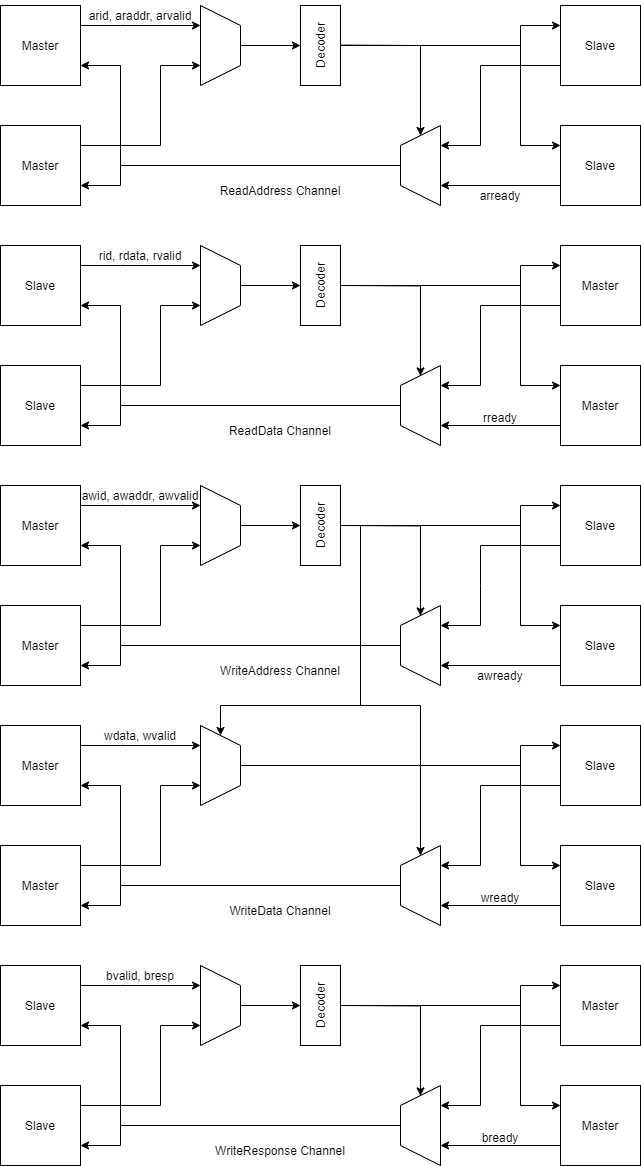 arid, araddr, arvalid
Master
Decoder
Slave
Master
Slave
ReadAddress Channel
arready
rid, rdata, rvalid
Slave
Decoder
Master
Slave
Master
ReadData Channel
rready
awid, awaddr, awvalid
Master
Decoder
Slave
Master
Slave
WriteAddress Channel
awready
wdata, wvalid
Master
Slave
Master
Slave
WriteData Channel
wready
bvalid, bresp
Slave
Decoder
Master
Slave
Master
WriteResponse Channel
bready